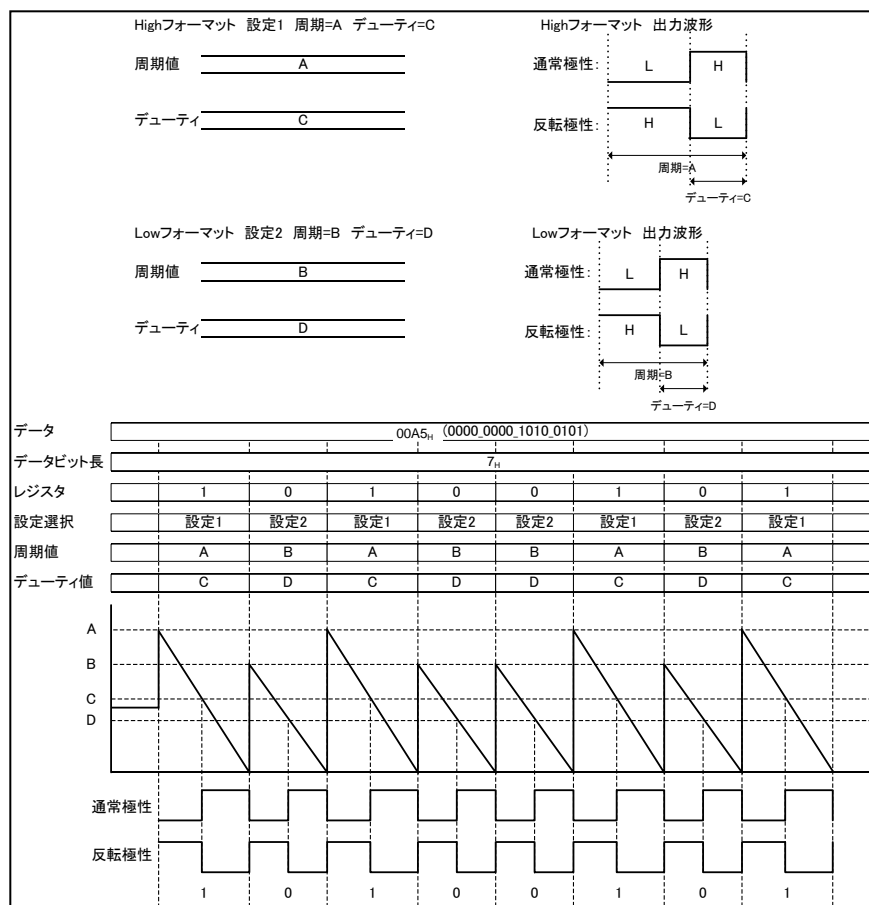 Highフォーマット 設定1 周期=A デューティ=C
Highフォーマット 出力波形
周期値
A
通常極性:
L
H
デューティ
C
反転極性:
H
L
周期=A
デューティ=C
Lowフォーマット 設定2 周期=B デューティ=D
Lowフォーマット 出力波形
周期値
B
通常極性:
L
H
デューティ
D
反転極性:
H
L
周期=B
デューティ=D
データ
00A5H (0000_0000_1010_0101)
データビット長
7H
レジスタ 1 0 1 0 0 1 0 1
設定選択 設定1 設定2 設定1 設定2 設定2 設定1 設定2 設定1
周期値 A B A B B A B A
デューティ値 C D C D D C D C
A
B
C
D
通常極性
反転極性
1 0 1 0 0 1 0 1